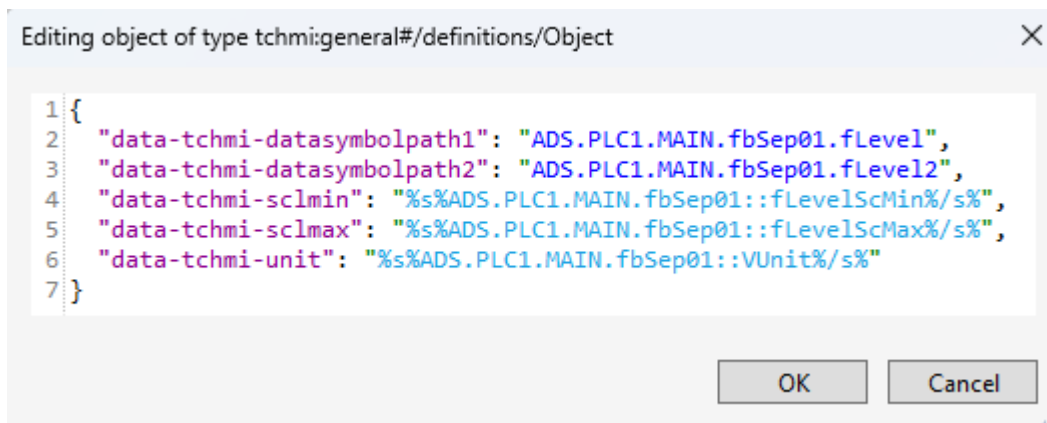 Editing object of type tchmi:general#/definitions/Object
1 {
2 "data-tchmi-datasymbolpath1": "ADS.PLC1.MAIN.fbSep01.fLevel",
3 "data-tchmi-datasymbolpath2": "ADS.PLC1.MAIN.fbSep01.fLevel2",
4 "data-tchmi-sclmin": "%s%ADS.PLC1.MAIN.fbSep01::fLevelScMin%/s%",
5 "data-tchmi-sclmax": "%s%ADS.PLC1.MAIN.fbSep01::fLevelScMax%/s%",
6 "data-tchmi-unit": "%s%ADS.PLC1.MAIN.fbSep01::VUnit%/s%"
7 }
OK Cancel